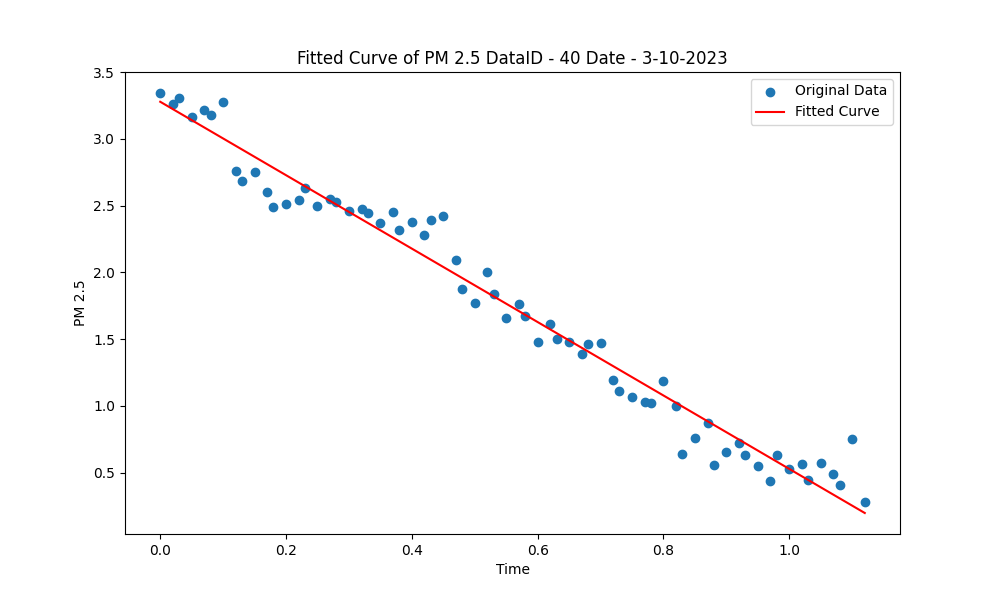 Fitted Curve of PM 2.5 DataID - 40 Date - 3-10-2023
Original Data
Fitted Curve
3.5
3.0
2.5
2.0
1.5
1.0
0.5
PM 2.5
0.0 0.2 0.4 0.6 0.8 1.0
Time